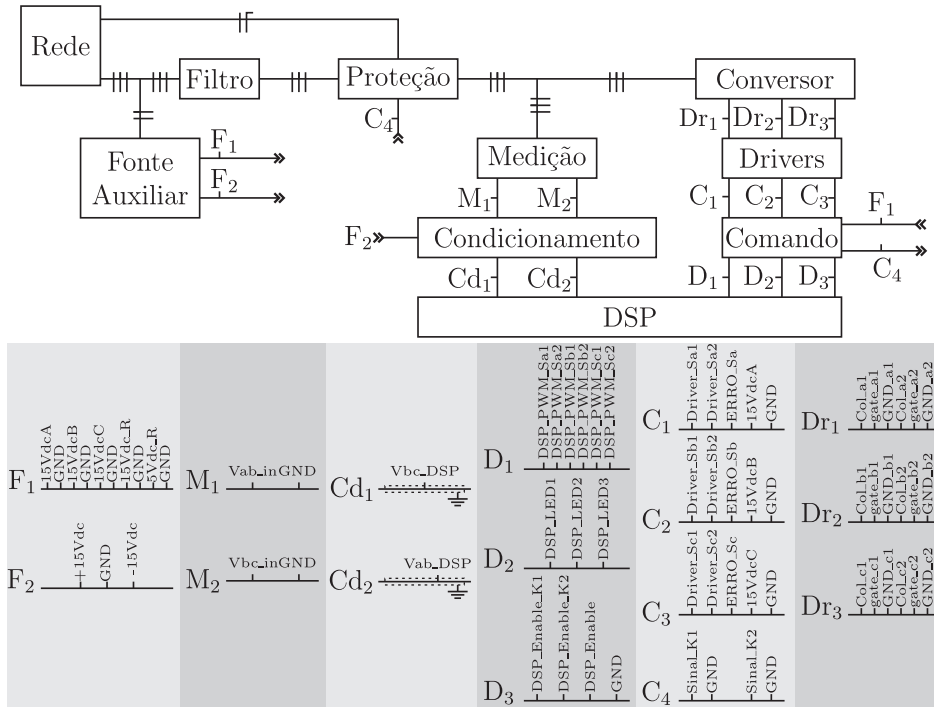 Rede
Filtro
Proteção
Conversor
C4
Dr1
Dr2
Dr3
Fonte
Auxiliar
F1
F2
Medição
Drivers
M1
M2
C1
C2
C3
F1
F2
Condicionamento
Comando
C4
Cd1
Cd2
D1
D2
D3
DSP
F1
15VdcA
GND
15VdcB
GND
15VdcC
GND
15Vdc_R
GND
5Vdc_R
GND
F2
+15Vdc
GND
-15Vdc
M1
Vab_in
GND
M2
Vbc_in
GND
Cd1
Vbc_DSP
Cd2
Vab_DSP
D1
DSP_PWM_Sa1
DSP_PWM_Sa2
DSP_PWM_Sb1
DSP_PWM_Sb2
DSP_PWM_Sc1
DSP_PWM_Sc2
D2
DSP_LED1
DSP_LED2
DSP_LED3
D3
DSP_Enable_K1
DSP_Enable_K2
DSP_Enable
GND
C1
Driver_Sa1
Driver_Sa2
ERRO_Sa
15VdcA
GND
C2
Driver_Sb1
Driver_Sb2
ERRO_Sb
15VdcB
GND
C3
Driver_Sc1
Driver_Sc2
ERRO_Sc
15VdcC
GND
C4
Sinal_K1
GND
Sinal_K2
GND
Dr1
Col_a1
gate_a1
GND_a1
Col_a2
gate_a2
GND_a2
Dr2
Col_b1
gate_b1
GND_b1
Col_b2
gate_b2
GND_b2
Dr3
Col_c1
gate_c1
GND_c1
Col_c2
gate_c2
GND_c2